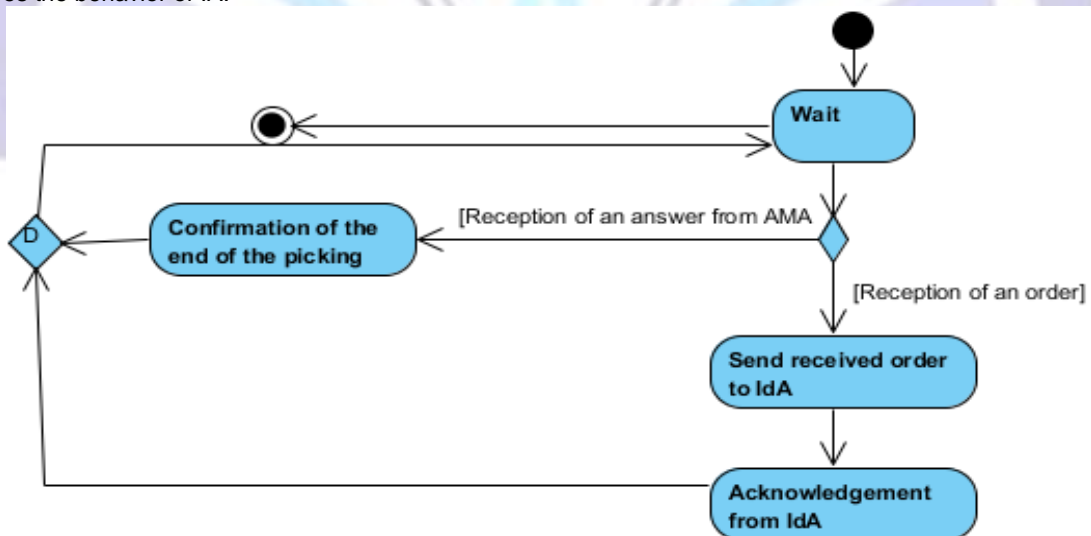 Wait
[Reception of an answer from AMA
Confirmation of the
end of the picking
D
[Reception of an order]
Send received order
to IdA
Acknowledgement
from IdA